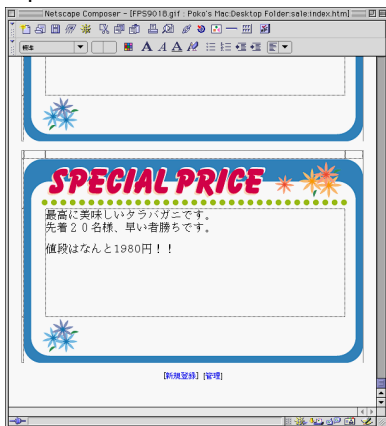 Netscape Composer - [FPS9018.gif : Poko's Mac:Desktop Folder:sale:index.htm]
標準
SPECIAL PRICE
最高に美味しいタラバガニです。
先着20名様、早い者勝ちです。
値段はなんと1980円!!
[新規登録] [管理]